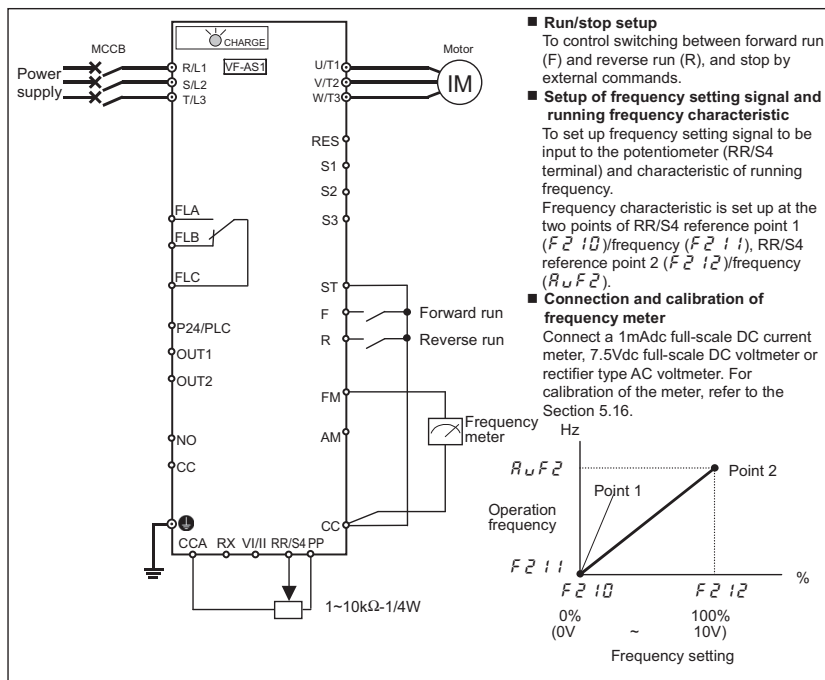 CHARGE
MCCB
Power
supply
R/L1
S/L2
T/L3
VF-AS1
U/T1
V/T2
W/T3
Motor
IM
RES
S1
S2
S3
FLA
FLB
FLC
ST
F
Forward run
R
Reverse run
P24/PLC
OUT1
OUT2
FM
AM
Frequency
meter
NO
CC
CC
CCA RX VI/II RR/S4 PP
1~10kΩ-1/4W
■ Run/stop setup
To control switching between forward run
(F) and reverse run (R), and stop by
external commands.
■ Setup of frequency setting signal and
running frequency characteristic
To set up frequency setting signal to be
input to the potentiometer (RR/S4
terminal) and characteristic of running
frequency.
Frequency characteristic is set up at the
two points of RR/S4 reference point 1
(F210)/frequency (F211), RR/S4
reference point 2 (F212)/frequency
(AuF2).
■ Connection and calibration of
frequency meter
Connect a 1mAdc full-scale DC current
meter, 7.5Vdc full-scale DC voltmeter or
rectifier type AC voltmeter. For
calibration of the meter, refer to the
Section 5.16.
Hz
AuF2
Point 2
Point 1
Operation
frequency
F211
%
F210 F212
0% 100%
(0V ~ 10V)
Frequency setting